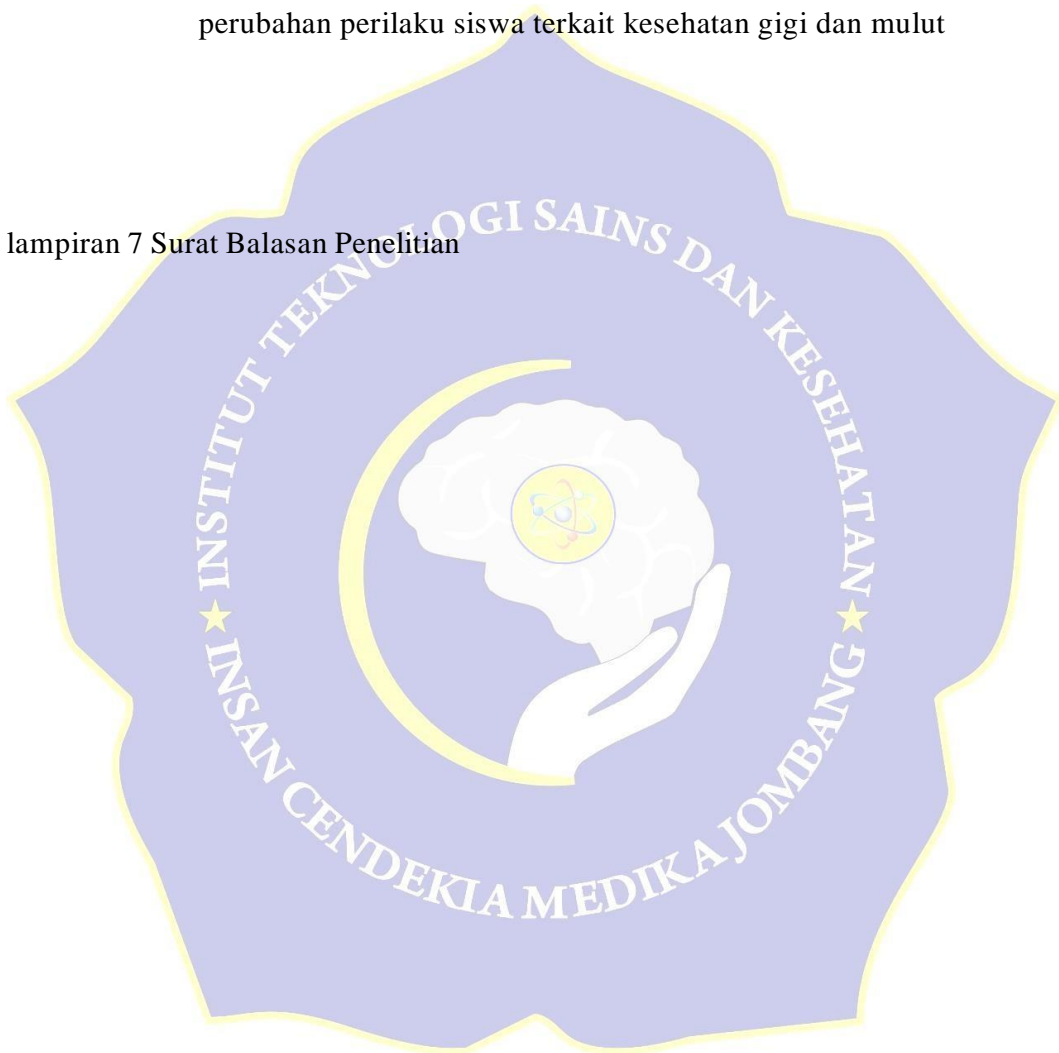 perubahan perilaku siswa terkait kesehatan gigi dan mulut
lampiran 7 Surat Balasan Penelitian
INSTITUT TEKNOLOGI SAINS DAN KESEHATAN
INSAN CENDEKIA MEDIKA JOMBANG